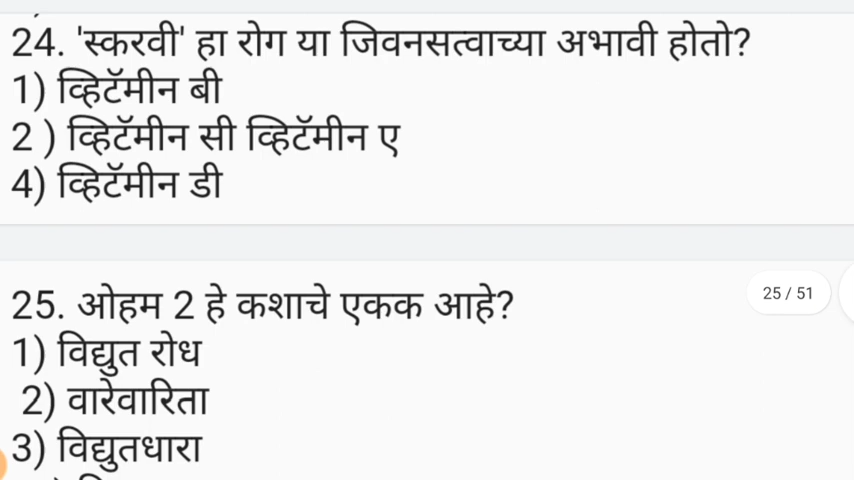 24. 'स्करवी' हा रोग या जिवनसत्वाच्या अभावी होतो?
1) व्हिटॅमीन बी
2 ) व्हिटॅमीन सी व्हिटॅमीन ए
4) व्हिटॅमीन डी
25. ओहम 2 हे कशाचे एकक आहे?
25 / 51
1) विद्युत रोध
2) वारेवारिता
3) विद्युतधारा